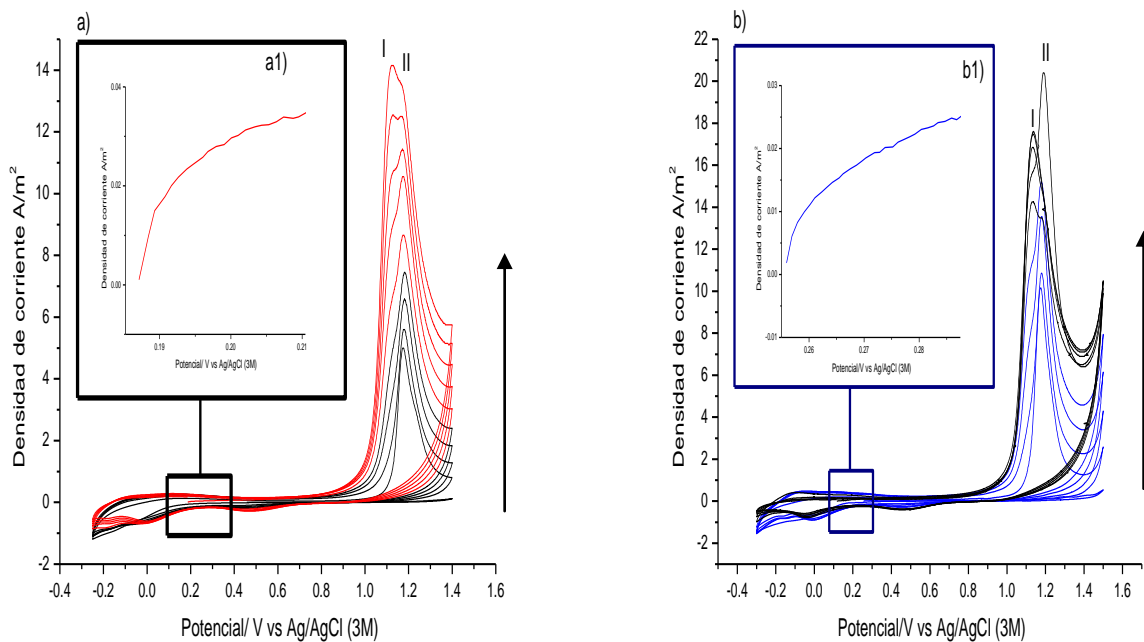 a)
a1)
I
II
Densidad de corriente A/m²
14
12
10
8
6
4
2
0
-2
-0.4 -0.2 0.0 0.2 0.4 0.6 0.8 1.0 1.2 1.4 1.6
Potencial/ V vs Ag/AgCl (3M)
Densidad de corriente A/m²
0.04
0.02
0.00
0.19 0.20 0.21
Potencial/ V vs Ag/AgCl (3M)
b)
b1)
I
II
Densidad de corriente A/m²
22
20
18
16
14
12
10
8
6
4
2
0
-2
-0.4 -0.2 0.0 0.2 0.4 0.6 0.8 1.0 1.2 1.4 1.6
Potencial/V vs Ag/AgCl (3M)
Densidad de corriente A/m²
0.03
0.02
0.01
0.00
-0.01
0.26 0.27 0.28
Potencial/V vs Ag/AgCl (3M)